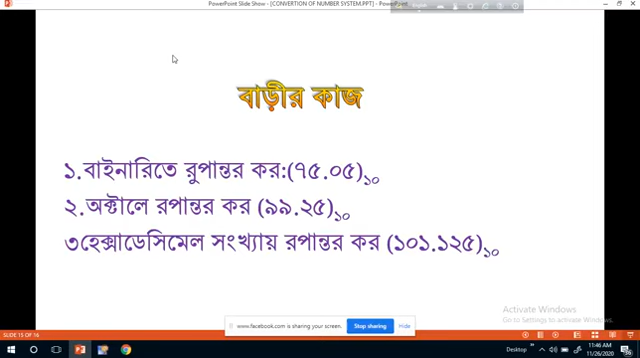 PowerPoint Slide Show - [CONVERTION OF NUMBER SYSTEM.PPT] - PowerPoint
English
বাড়ীর কাজ
১.বাইনারিতে রুপান্তর কর:(৭৫.০৫)১০
২.অক্টালে রপান্তর কর (৯৯.২৫)১০
৩হেক্সাডেসিমেল সংখ্যায় রপান্তর কর (১০১.১২৫)১০
Activate Windows
Go to Settings to activate Windows.
www.facebook.com is sharing your screen. Stop sharing Hide
SLIDE 15 OF 16
Desktop
11:46 AM
11/26/2020